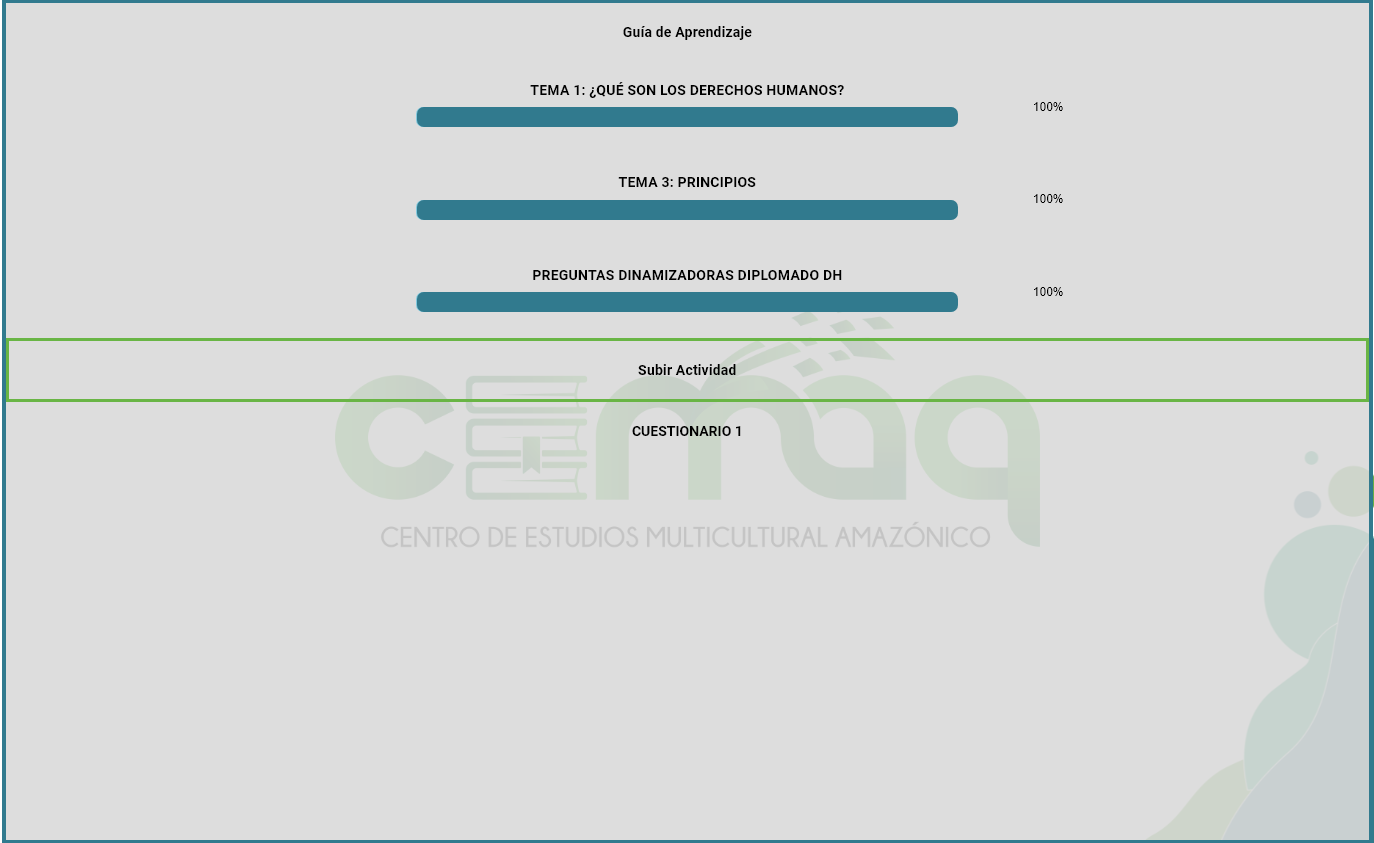 Guía de Aprendizaje
TEMA 1: ¿QUÉ SON LOS DERECHOS HUMANOS?
100%
TEMA 3: PRINCIPIOS
100%
PREGUNTAS DINAMIZADORAS DIPLOMADO DH
100%
Subir Actividad
CUESTIONARIO 1
cemaq
CENTRO DE ESTUDIOS MULTICULTURAL AMAZÓNICO